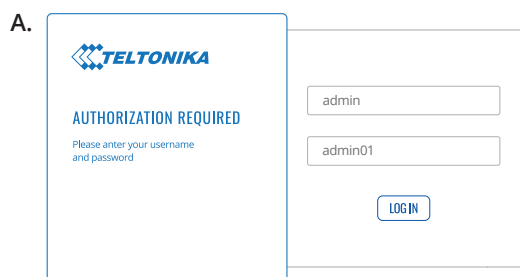 A.
TELTONIKA
AUTHORIZATION REQUIRED
Please anter your username
and password
admin
admin01
LOG IN